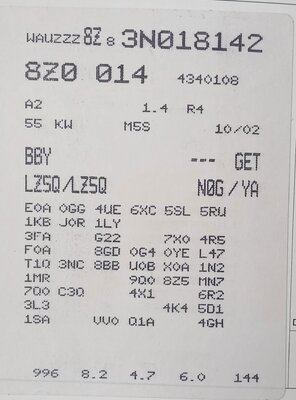 WAUZZZ 8Z 8 3N018142
8Z0 014 4340108
A2 1.4 R4
55 KW M5S 10/02
BBY --- GET
LZ5Q/LZ5Q N0G/YA
E0A 0GG 4UE 6XC 5SL 5RU
1KB J0R 1LY
3FA G22 7X0 4R5
F0A 8GD 0G4 0YE L47
T1Q 3NC 8BB U0B X0A 1N2
1MR 9Q0 8Z5 MN7
7Q0 C3Q 4X1 6R2
3L3 4K4 5D1
1SA VV0 Q1A 4GH
996 8.2 4.7 6.0 144